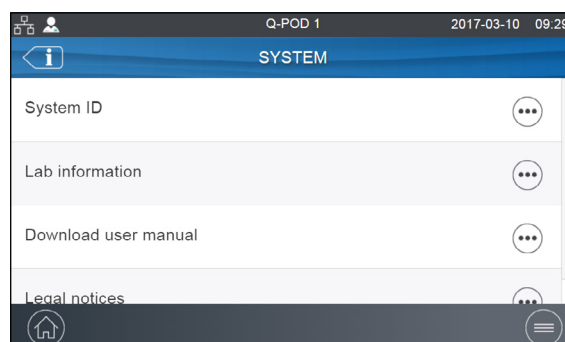 Q-POD 1 2017-03-10 09:29
i SYSTEM
System ID
Lab information
Download user manual
Legal notices